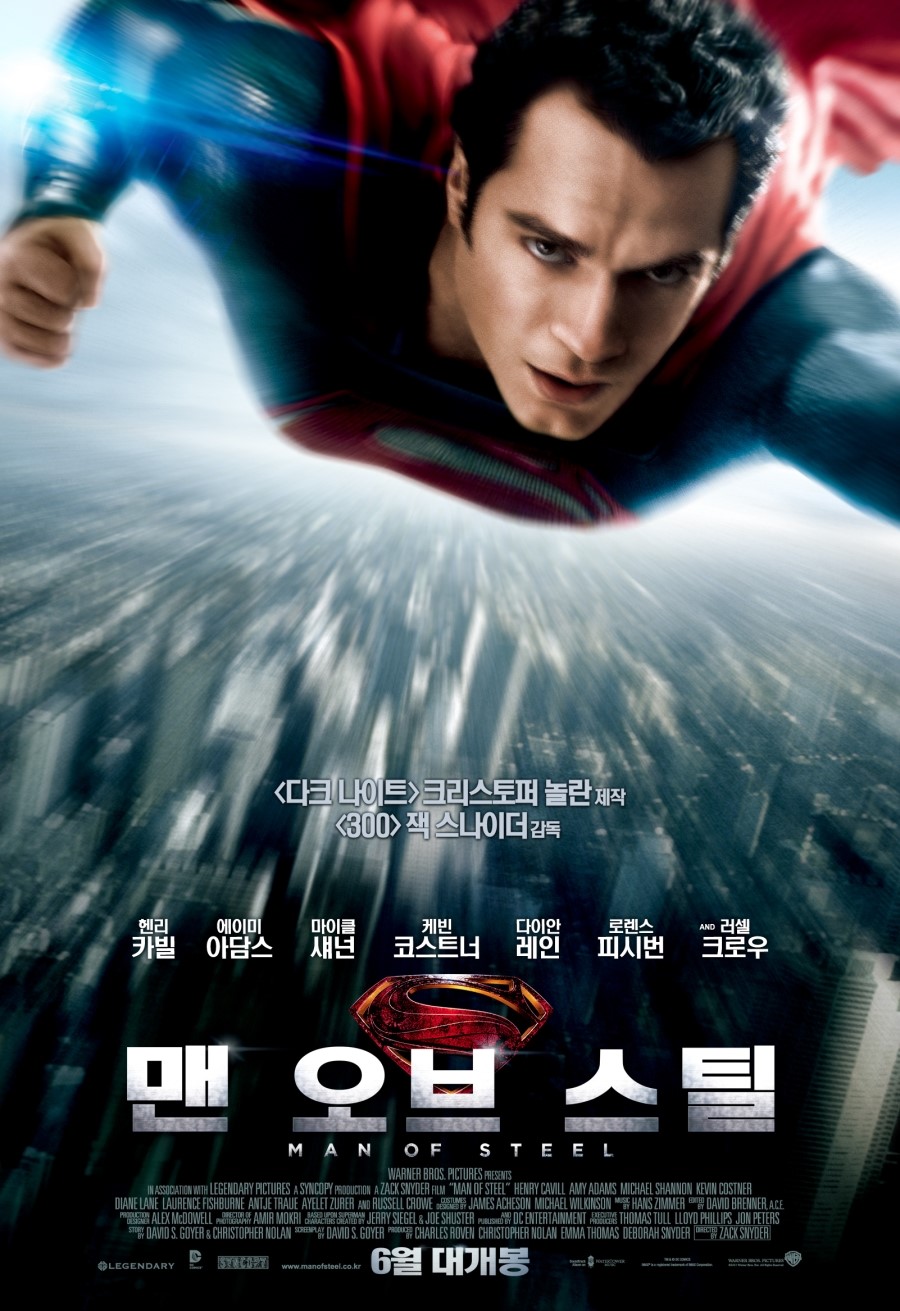 <다크 나이트> 크리스토퍼 놀란 제작
<300> 잭 스나이더 감독
헨리 카빌 에이미 아담스 마이클 섀넌 케빈 코스트너 다이안 레인 로렌스 피시번 AND 러셀 크로우
맨 오브 스틸
MAN OF STEEL
WARNER BROS. PICTURES PRESENTS
IN ASSOCIATION WITH LEGENDARY PICTURES A SYNCOPY PRODUCTION A ZACK SNYDER FILM "MAN OF STEEL" HENRY CAVILL AMY ADAMS MICHAEL SHANNON KEVIN COSTNER
DIANE LANE LAURENCE FISHBURNE ANTJE TRAUE AYELET ZURER AND RUSSELL CROWE COSTUMES DESIGNED BY JAMES ACHESON MICHAEL WILKINSON MUSIC BY HANS ZIMMER EDITED BY DAVID BRENNER, A.C.E.
PRODUCTION DESIGNER ALEX McDOWELL DIRECTOR OF PHOTOGRAPHY AMIR MOKRI BASED UPON SUPERMAN CHARACTERS CREATED BY JERRY SIEGEL & JOE SHUSTER AND PUBLISHED BY DC ENTERTAINMENT EXECUTIVE PRODUCERS THOMAS TULL LLOYD PHILLIPS JON PETERS
STORY BY DAVID S. GOYER & CHRISTOPHER NOLAN SCREENPLAY BY DAVID S. GOYER PRODUCED BY CHARLES ROVEN CHRISTOPHER NOLAN EMMA THOMAS DEBORAH SNYDER DIRECTED BY ZACK SNYDER
LEGENDARY DC SYNCOPY www.manofsteel.co.kr 6월 대개봉 WATERTOWER MUSIC WARNER BROS. PICTURES